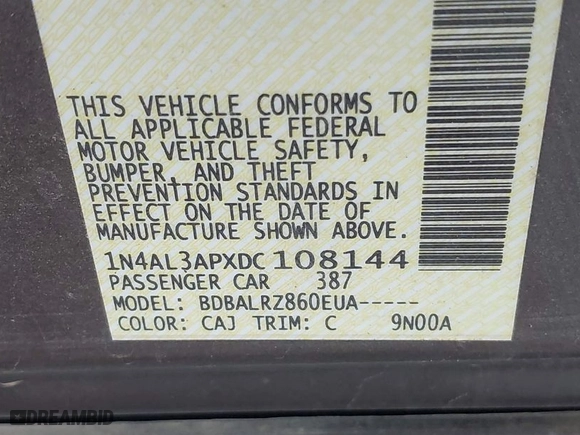 THIS VEHICLE CONFORMS TO
ALL APPLICABLE FEDERAL
MOTOR VEHICLE SAFETY,
BUMPER, AND THEFT
PREVENTION STANDARDS IN
EFFECT ON THE DATE OF
MANUFACTURE SHOWN ABOVE.
1N4AL3APXDC108144
PASSENGER CAR 387
MODEL: BDBALRZ860EUA-----
COLOR: CAJ TRIM: C 9N00A
DREAMBID